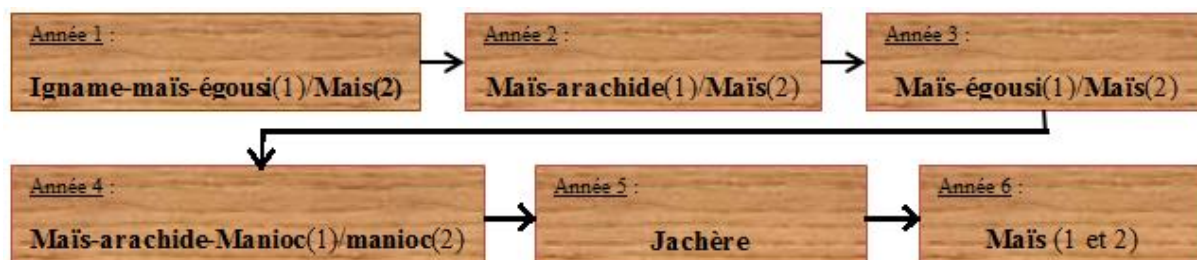 Année 1 :
Igname-maïs-égousi(1)/Mais(2)
Année 2 :
Maïs-arachide(1)/Maïs(2)
Année 3 :
Maïs-égousi(1)/Maïs(2)
Année 4 :
Maïs-arachide-Manioc(1)/manioc(2)
Année 5 :
Jachère
Année 6 :
Maïs (1 et 2)